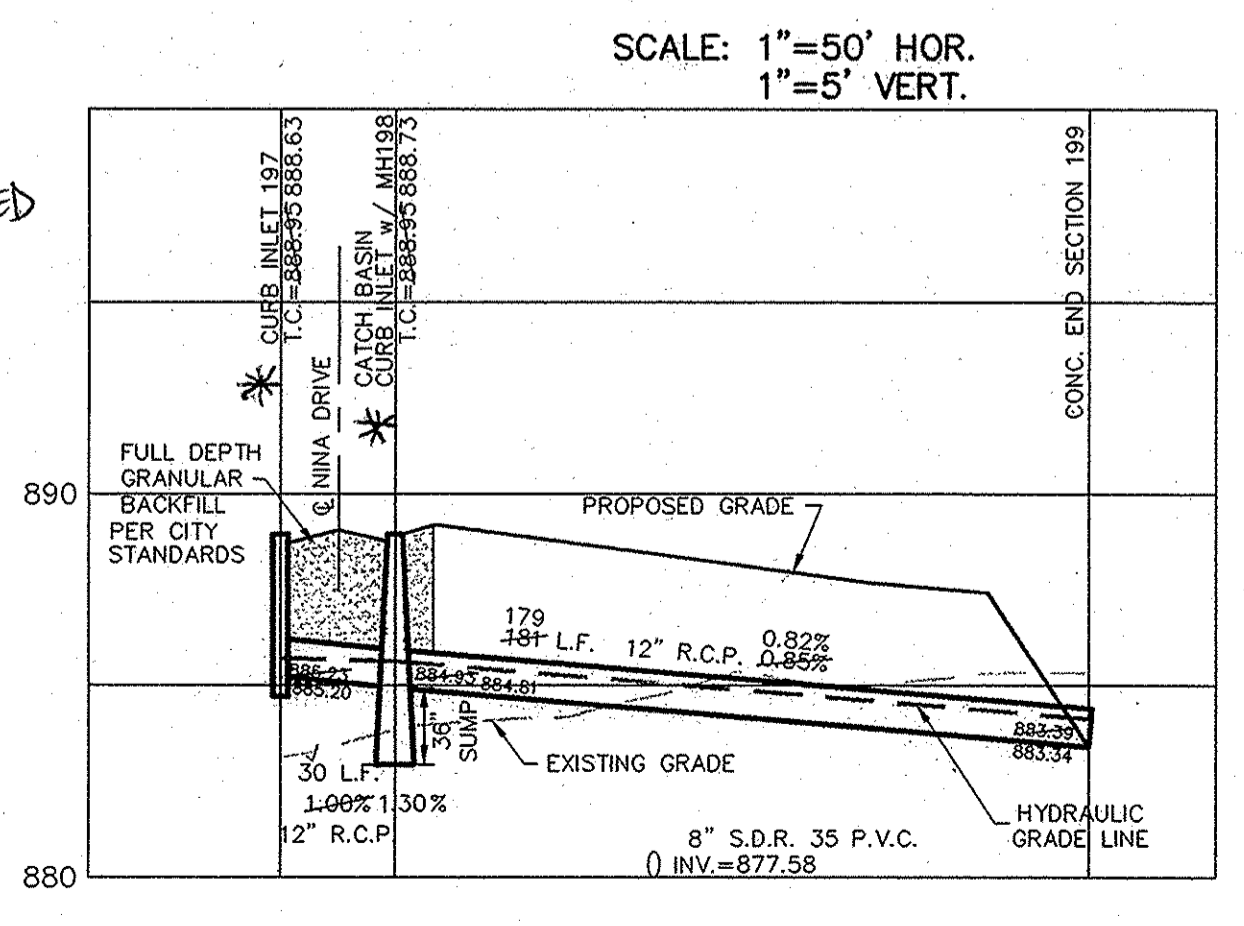 SCALE: 1"=50' HOR.
1"=5' VERT.
CURB INLET 197
T.C.=888.95 888.63
℄ NINA DRIVE
CATCH BASIN
CURB INLET w/ MH198
T.C.=888.95 888.73
CONC. END SECTION 199
FULL DEPTH
GRANULAR
BACKFILL
PER CITY
STANDARDS
890
PROPOSED GRADE
179
181 L.F. 12" R.C.P. 0.82%
0.85%
885.23
885.20
884.93
884.81
36"
SUMP
883.39
883.34
EXISTING GRADE
30 L.F.
1.00% 1.30%
12" R.C.P
HYDRAULIC
GRADE LINE
8" S.D.R. 35 P.V.C.
() INV.=877.58
880